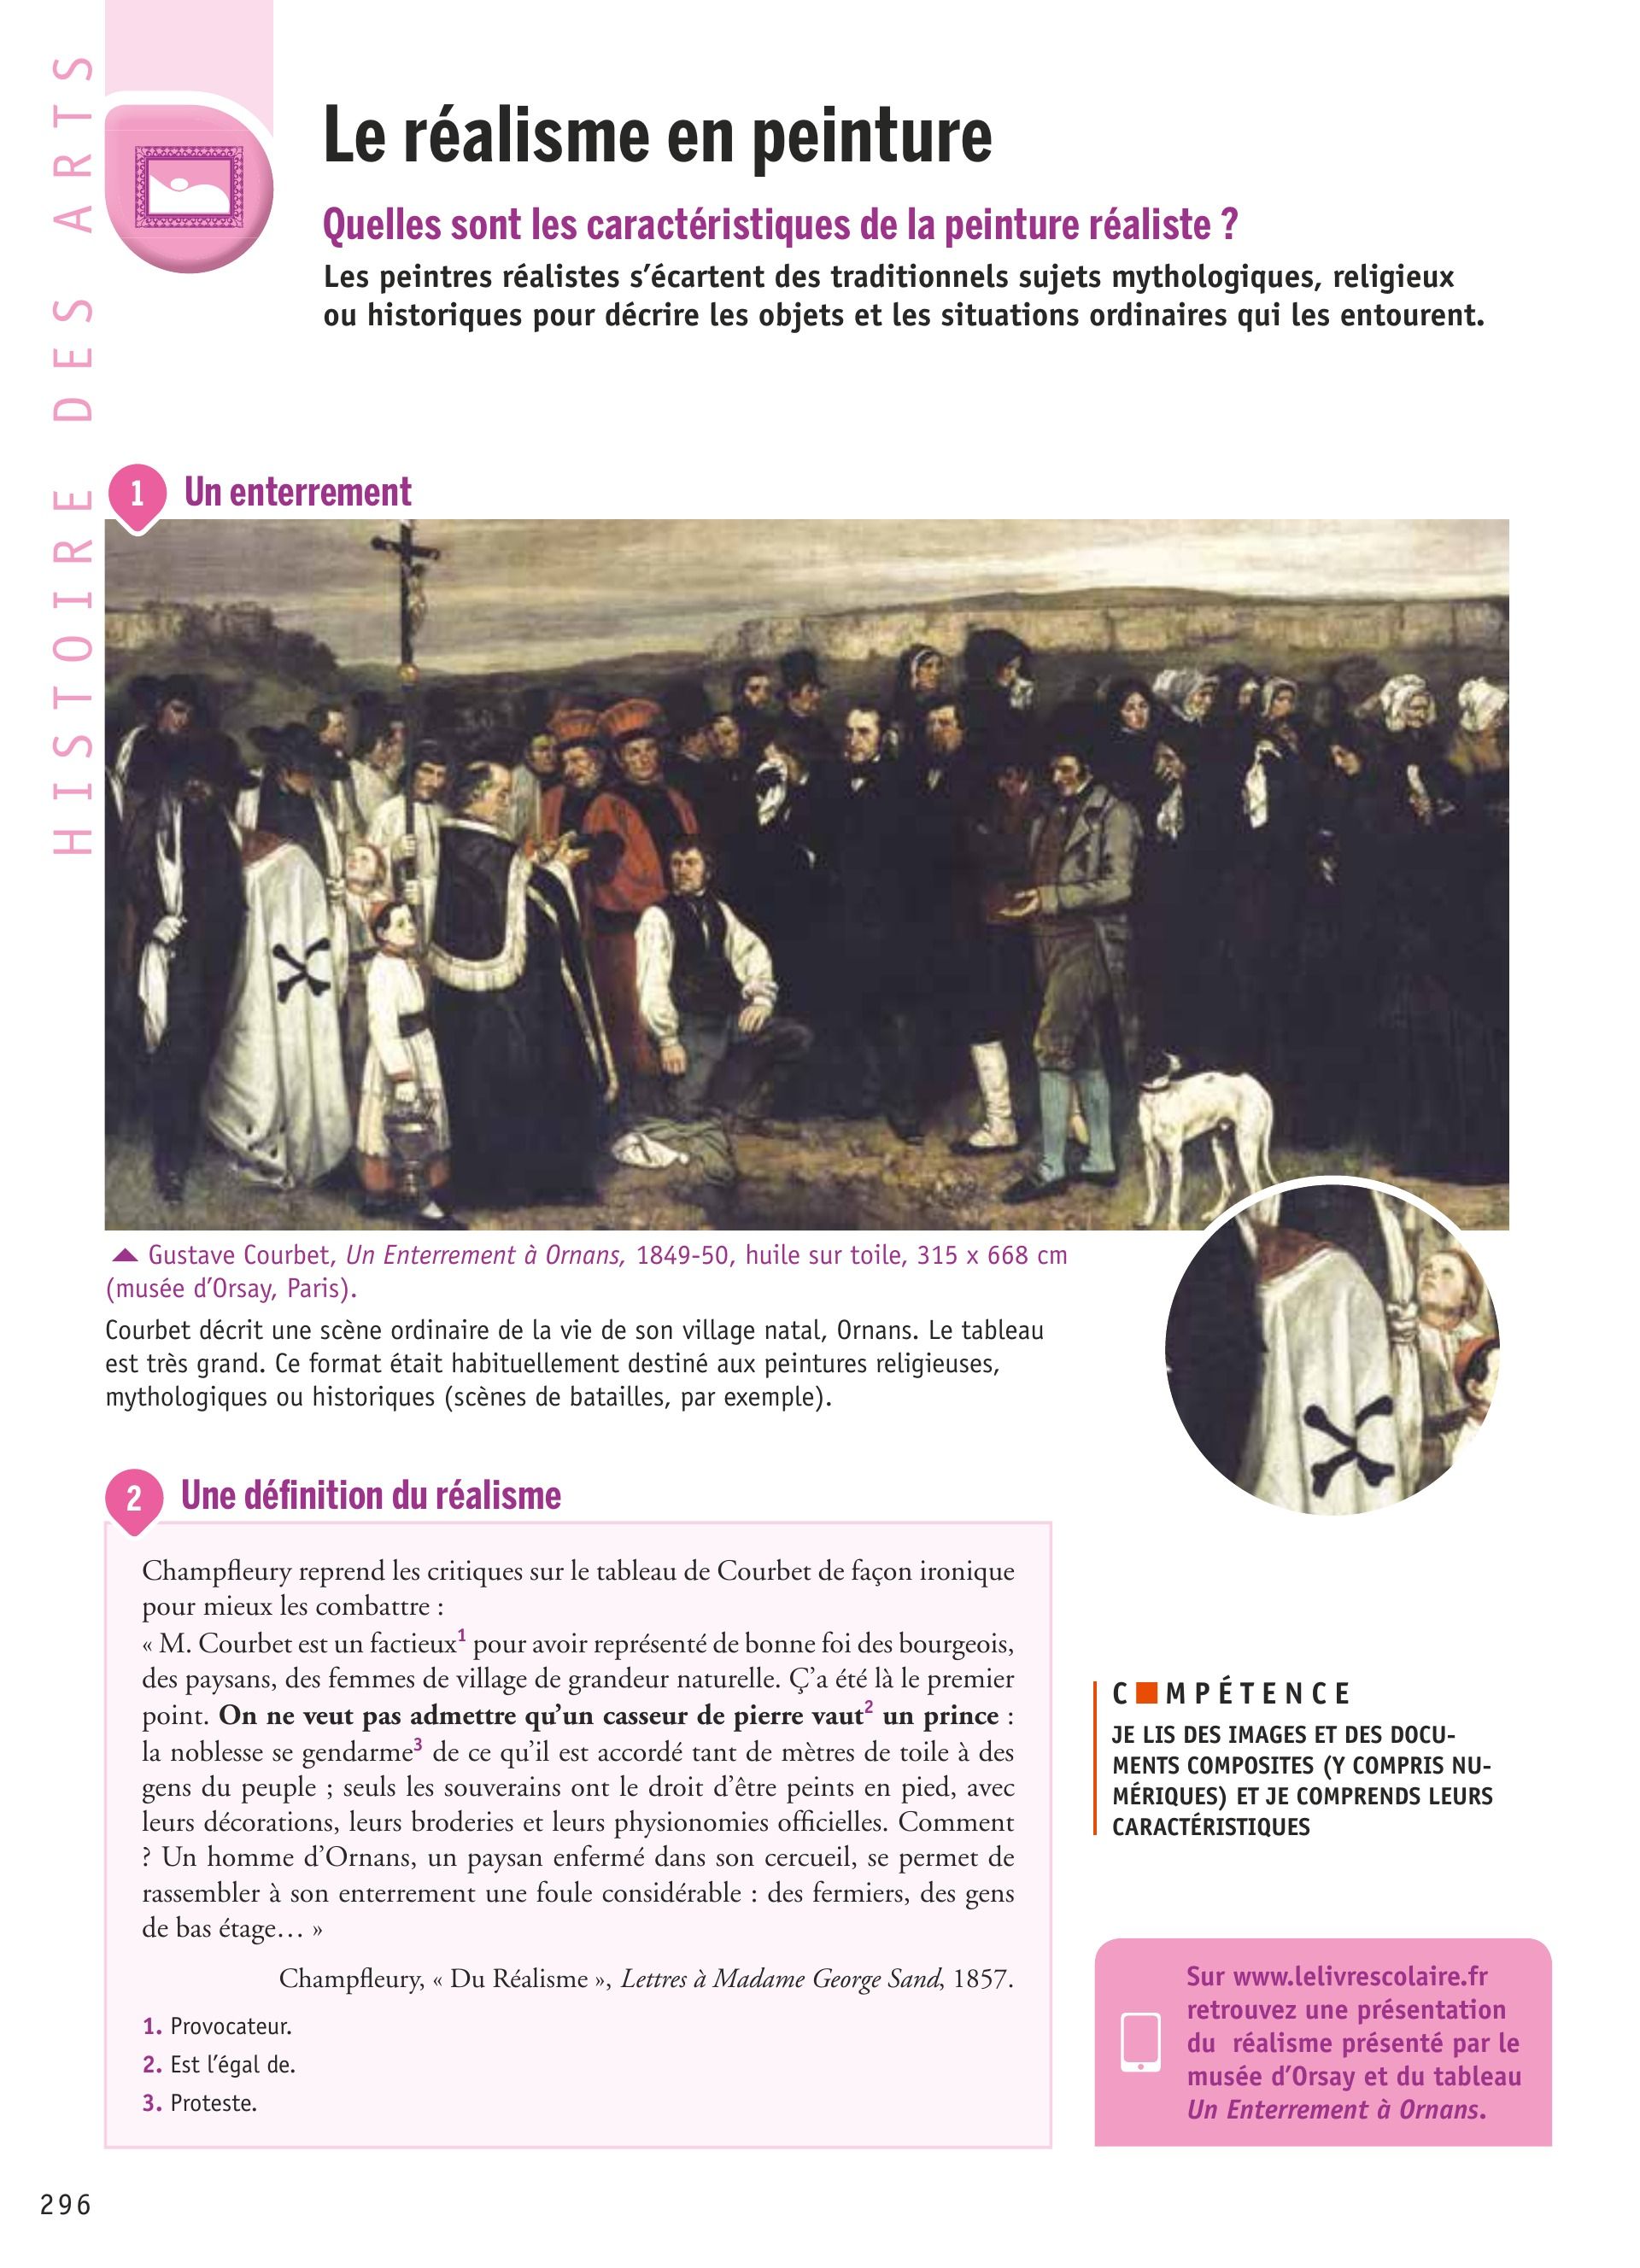 HISTOIRE DES ARTS
Le réalisme en peinture
Quelles sont les caractéristiques de la peinture réaliste ?
Les peintres réalistes s’écartent des traditionnels sujets mythologiques, religieux
ou historiques pour décrire les objets et les situations ordinaires qui les entourent.
1 Un enterrement
Gustave Courbet, Un Enterrement à Ornans, 1849-50, huile sur toile, 315 x 668 cm
(musée d’Orsay, Paris).
Courbet décrit une scène ordinaire de la vie de son village natal, Ornans. Le tableau
est très grand. Ce format était habituellement destiné aux peintures religieuses,
mythologiques ou historiques (scènes de batailles, par exemple).
2 Une définition du réalisme
Champfleury reprend les critiques sur le tableau de Courbet de façon ironique
pour mieux les combattre :
« M. Courbet est un factieux1 pour avoir représenté de bonne foi des bourgeois,
des paysans, des femmes de village de grandeur naturelle. Ç’a été là le premier
point. On ne veut pas admettre qu’un casseur de pierre vaut2 un prince :
la noblesse se gendarme3 de ce qu’il est accordé tant de mètres de toile à des
gens du peuple ; seuls les souverains ont le droit d’être peints en pied, avec
leurs décorations, leurs broderies et leurs physionomies officielles. Comment
? Un homme d’Ornans, un paysan enfermé dans son cercueil, se permet de
rassembler à son enterrement une foule considérable : des fermiers, des gens
de bas étage… »
Champfleury, « Du Réalisme », Lettres à Madame George Sand, 1857.
1. Provocateur.
2. Est l’égal de.
3. Proteste.
C■MPÉTENCE
JE LIS DES IMAGES ET DES DOCU-
MENTS COMPOSITES (Y COMPRIS NU-
MÉRIQUES) ET JE COMPRENDS LEURS
CARACTÉRISTIQUES
Sur www.lelivrescolaire.fr
retrouvez une présentation
du réalisme présenté par le
musée d’Orsay et du tableau
Un Enterrement à Ornans.
296